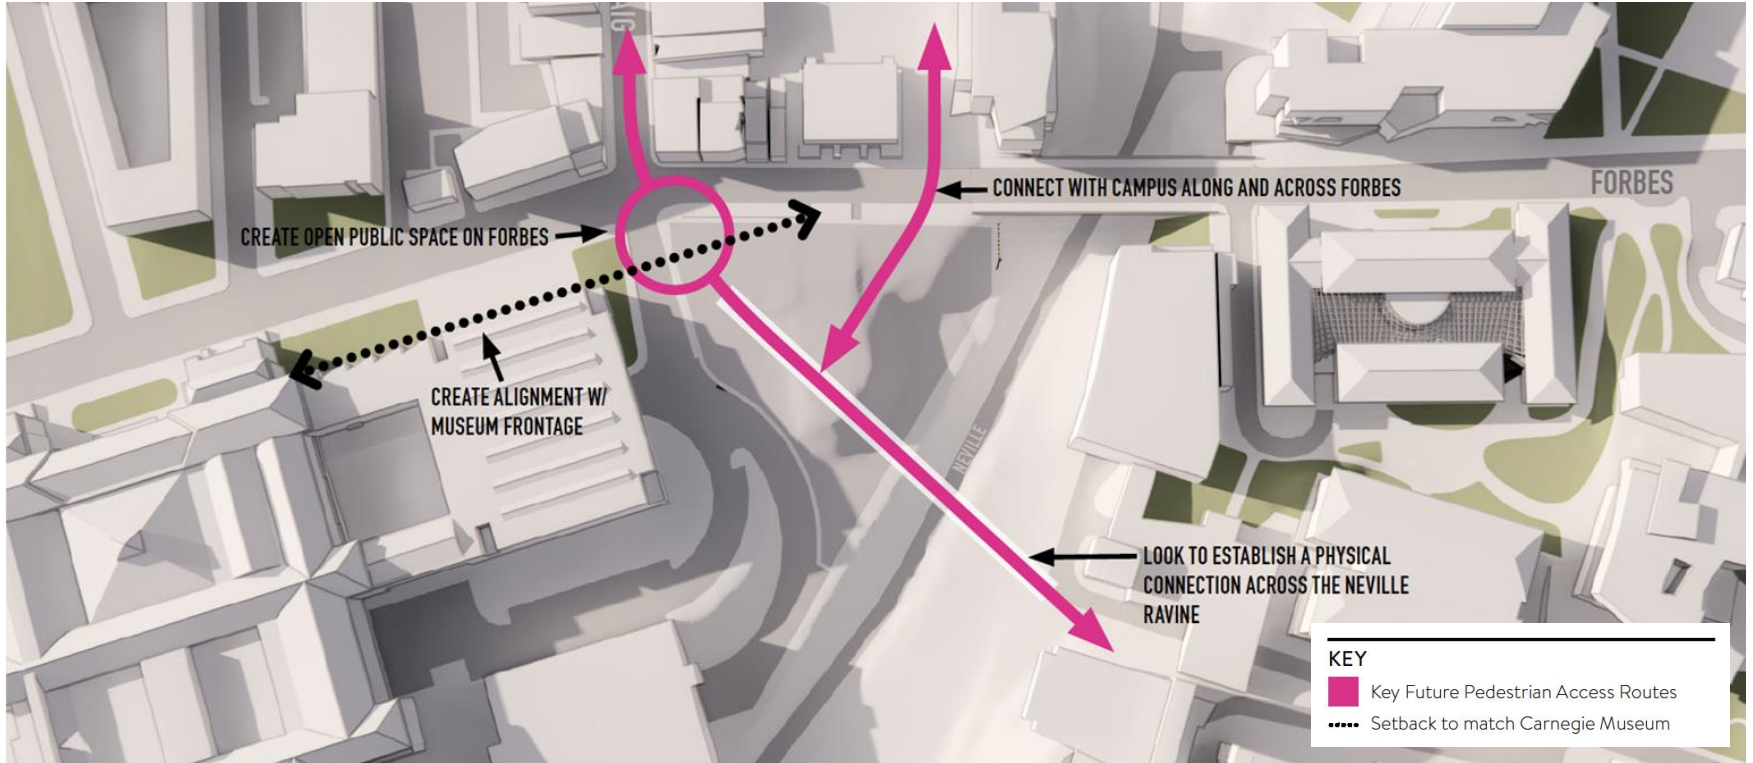 AIG
FORBES
CONNECT WITH CAMPUS ALONG AND ACROSS FORBES
CREATE OPEN PUBLIC SPACE ON FORBES
CREATE ALIGNMENT W/
MUSEUM FRONTAGE
NEVILLE
LOOK TO ESTABLISH A PHYSICAL
CONNECTION ACROSS THE NEVILLE
RAVINE
KEY
Key Future Pedestrian Access Routes
Setback to match Carnegie Museum